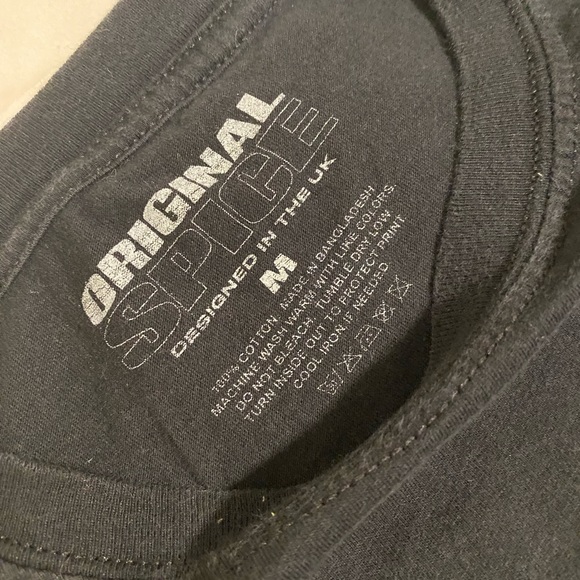 ORIGINAL
SPICE
DESIGNED IN THE UK
M
100% COTTON. MADE IN BANGLADESH
MACHINE WASH WARM WITH LIKE COLORS.
DO NOT BLEACH. TUMBLE DRY LOW
TURN INSIDE OUT TO PROTECT PRINT.
COOL IRON IF NEEDED